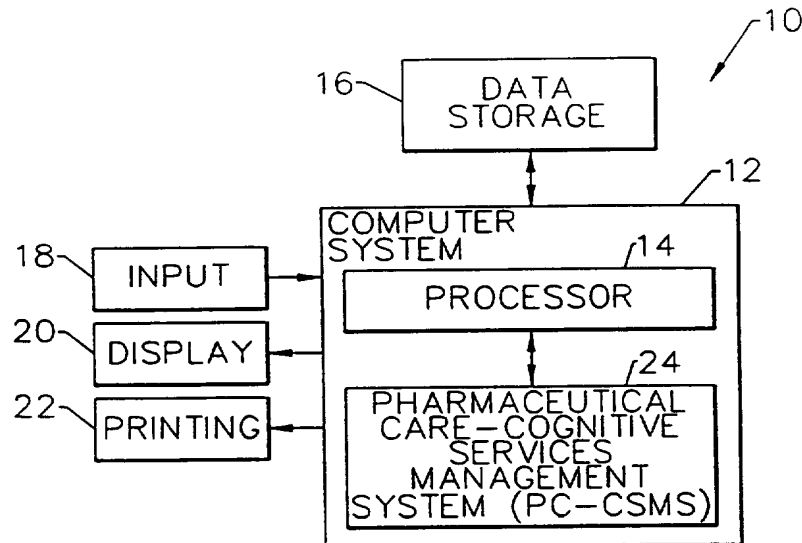 10
16
DATA
STORAGE
12
COMPUTER
SYSTEM
18
INPUT
14
PROCESSOR
20
DISPLAY
24
22
PRINTING
PHARMACEUTICAL
CARE-COGNITIVE
SERVICES
MANAGEMENT
SYSTEM (PC-CSMS)